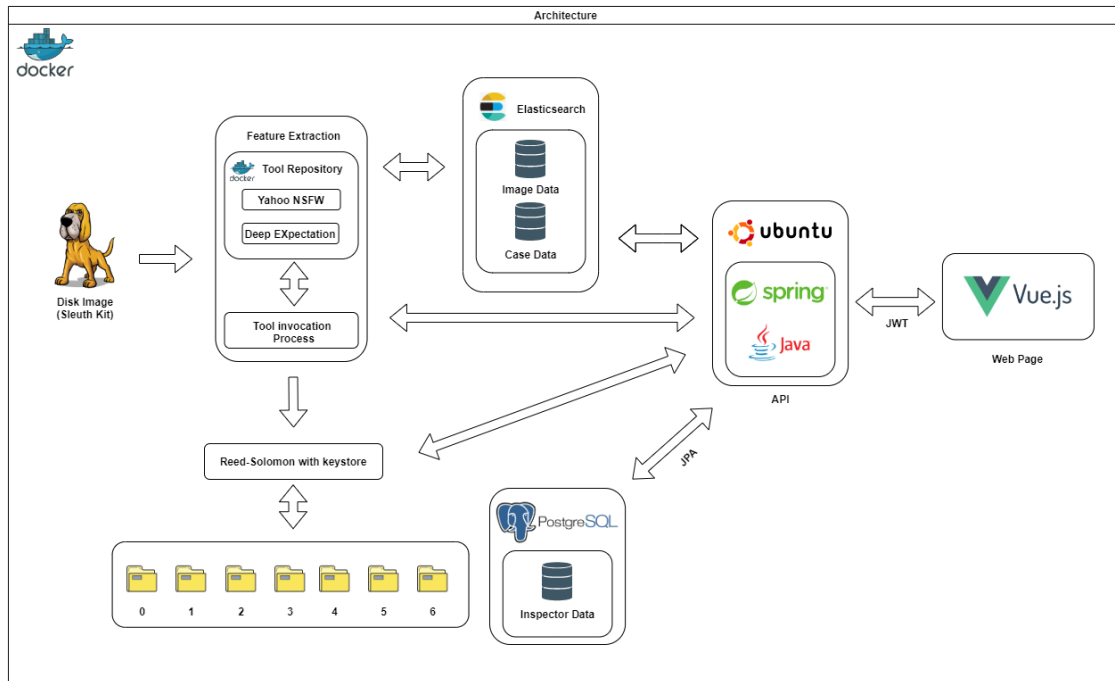 Architecture
docker
Feature Extraction
docker
Tool Repository
Yahoo NSFW
Deep EXpectation
Tool invocation
Process
Elasticsearch
Image Data
Case Data
Disk Image
(Sleuth Kit)
ubuntu
spring
Java
API
JWT
Vue.js
Web Page
Reed-Solomon with keystore
JPA
PostgreSQL
Inspector Data
0 1 2 3 4 5 6